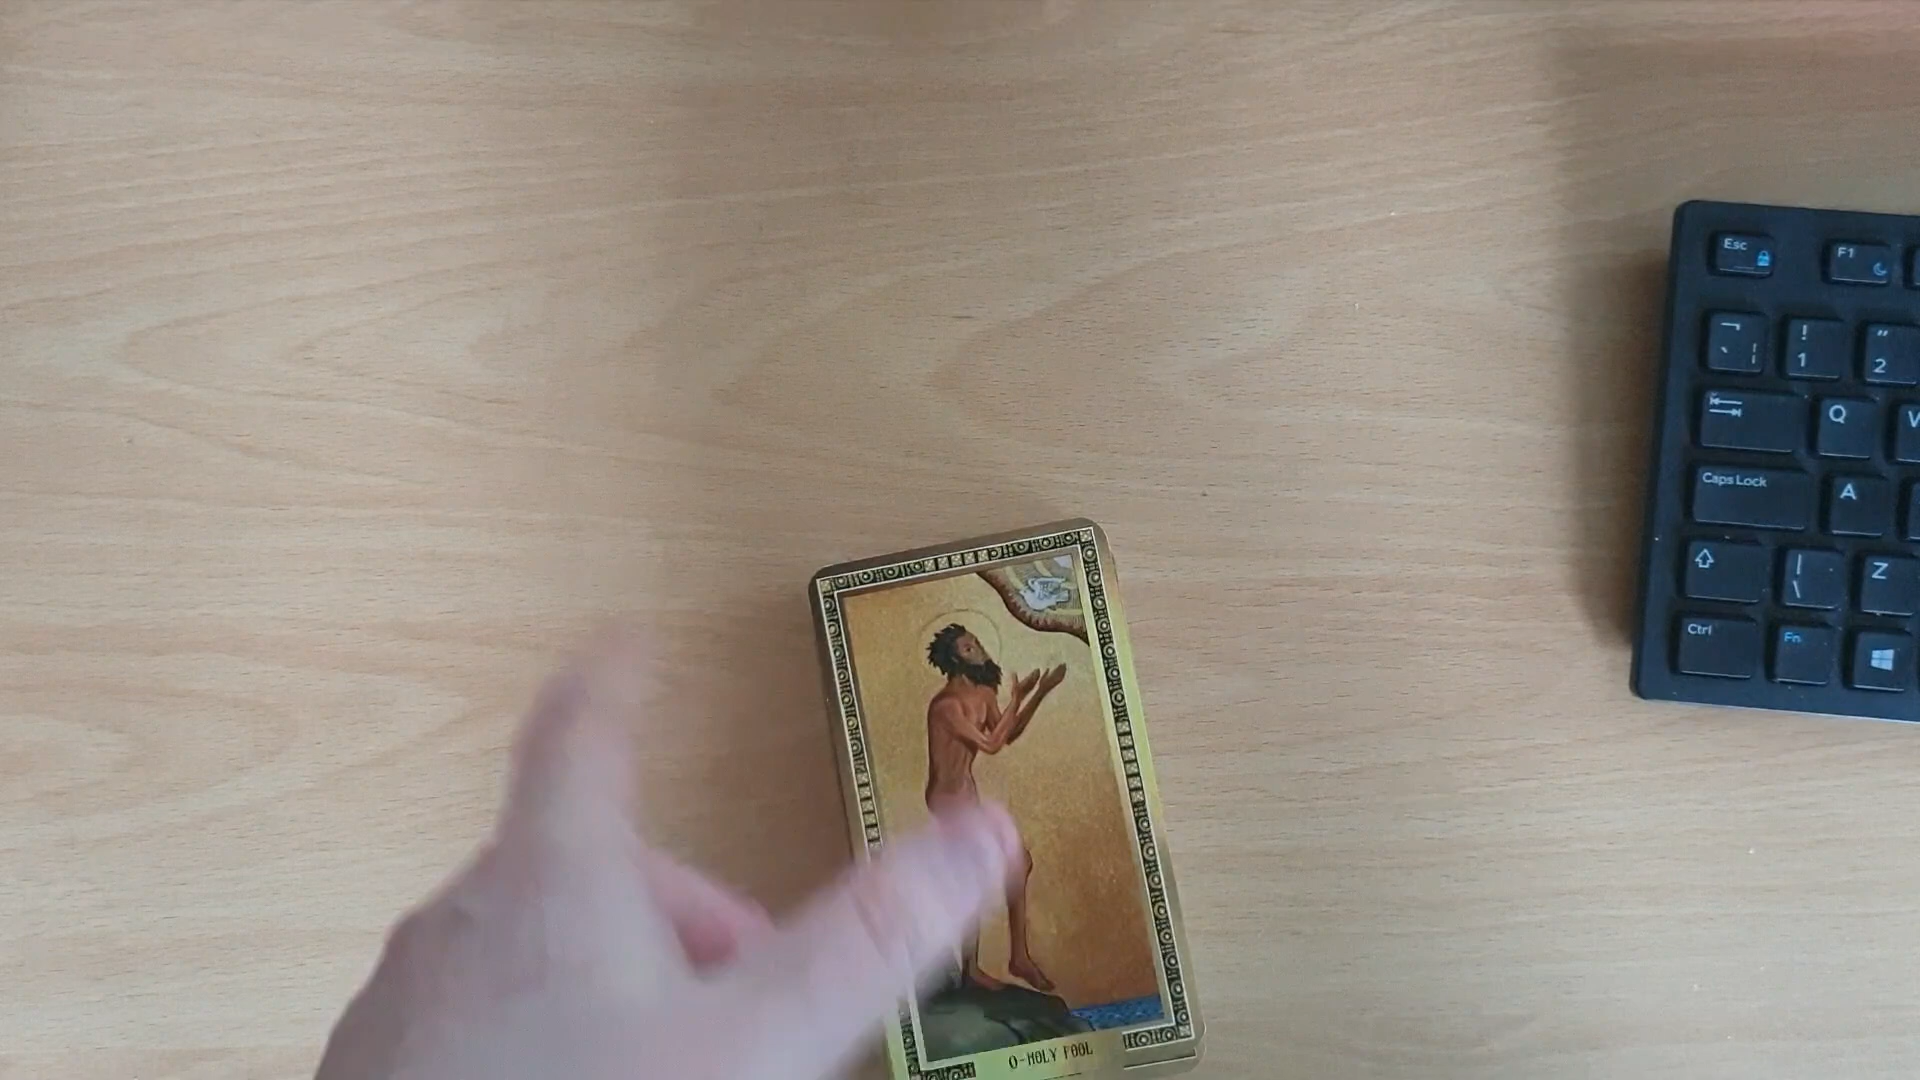 Esc
F1
¬ ` ¦
! 1
" 2
Q
Caps Lock
A
| \
Z
Ctrl
Fn
0-HOLY FOOL